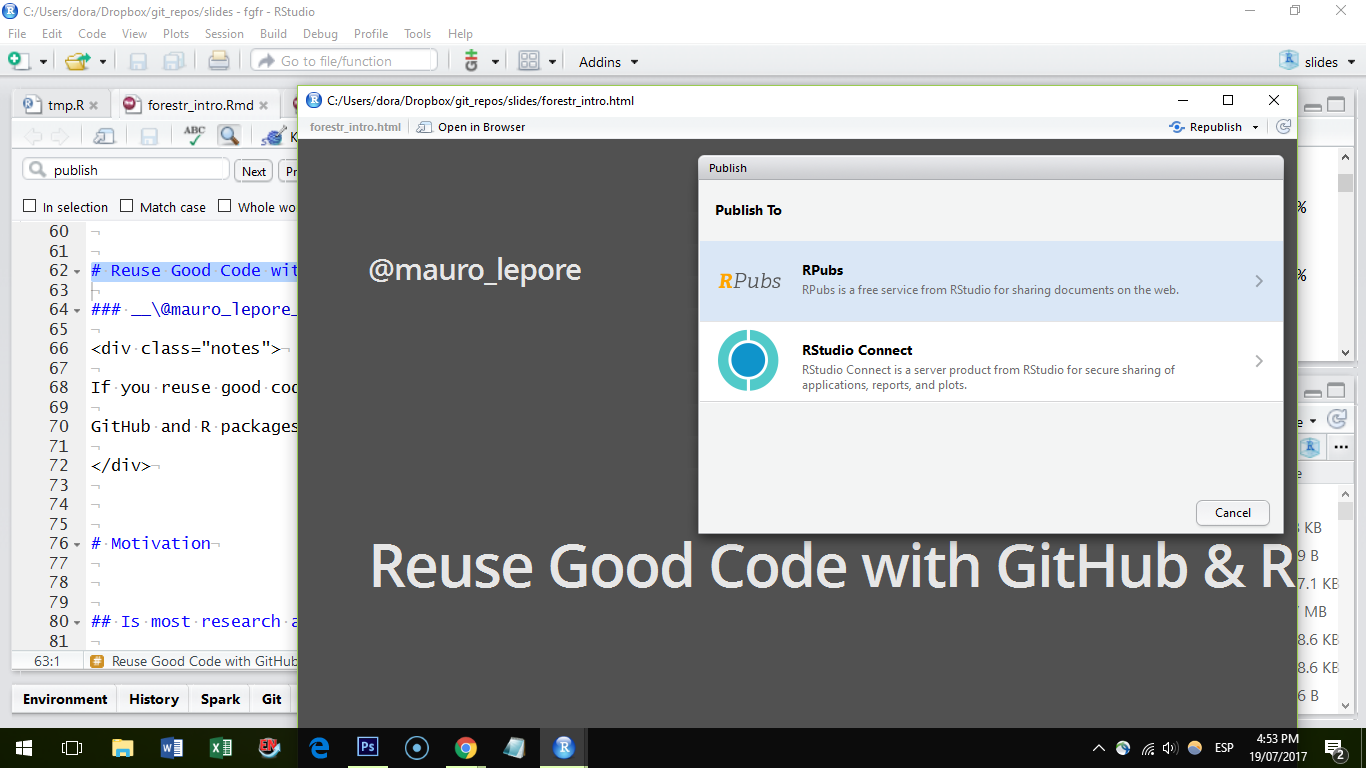 C:/Users/dora/Dropbox/git_repos/slides - fgfr - RStudio
File Edit Code View Plots Session Build Debug Profile Tools Help
Go to file/function
Addins
slides
tmp.R
forestr_intro.Rmd
ABC
publish
Next
In selection
Match case
60 ¬
61 ¬
62 # Reuse Good Code wit
63 ¬
64 ### __\@mauro_lepore_
65 ¬
66 <div class="notes">¬
67 ¬
68 If you reuse good cod
69 ¬
70 GitHub and R packages
71 ¬
72 </div>¬
73 ¬
74 ¬
75 ¬
76 # Motivation¬
77 ¬
78 ¬
79 ¬
80 ## Is most research a
81 ¬
63:1
# Reuse Good Code with GitHub
Environment History Spark Git
C:/Users/dora/Dropbox/git_repos/slides/forestr_intro.html
forestr_intro.html
Open in Browser
Republish
@mauro_lepore
Reuse Good Code with GitHub & R
Publish
Publish To
RPubs
RPubs
RPubs is a free service from RStudio for sharing documents on the web.
RStudio Connect
RStudio Connect is a server product from RStudio for secure sharing of
applications, reports, and plots.
Cancel
%
%
KB
B
7.1 KB
MB
8.6 KB
8.6 KB
6 B
Ps
ESP
4:53 PM
19/07/2017
2